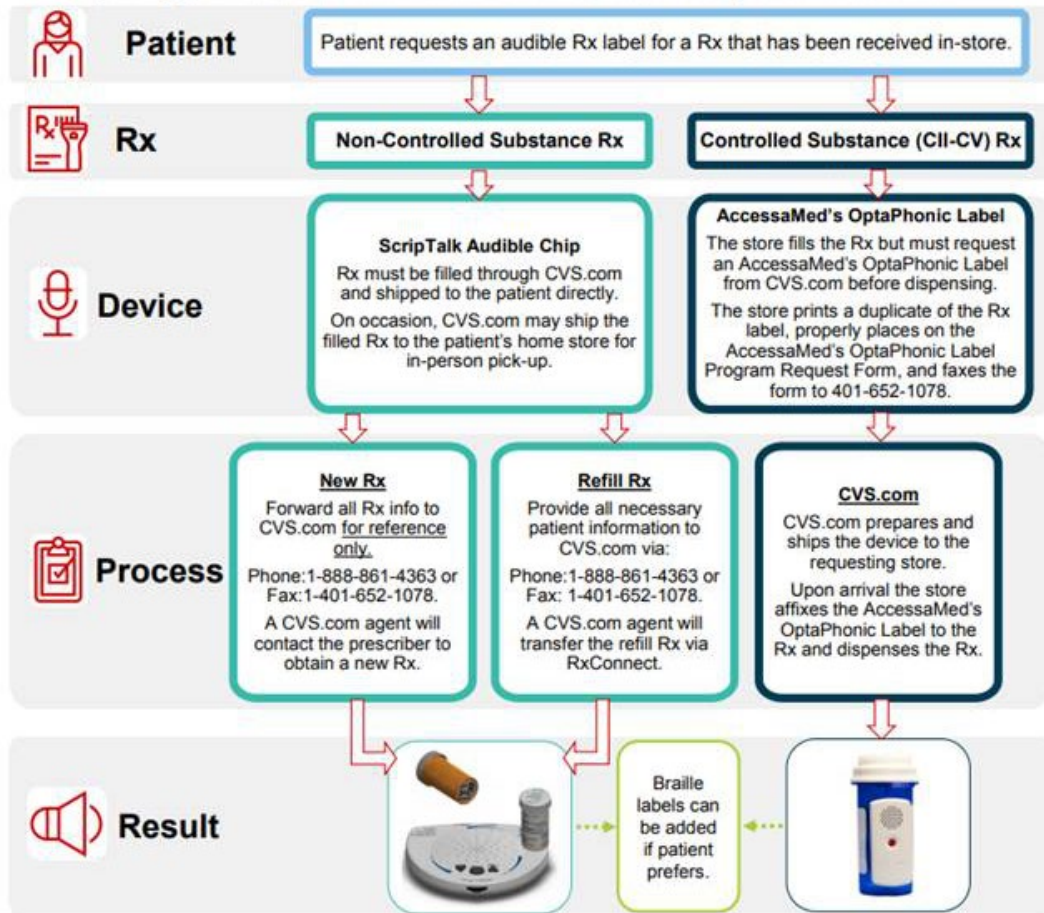 Patient
Patient requests an audible Rx label for a Rx that has been received in-store.
Rx
Rx
Non-Controlled Substance Rx
Controlled Substance (CII-CV) Rx
Device
ScripTalk Audible Chip
Rx must be filled through CVS.com
and shipped to the patient directly.
On occasion, CVS.com may ship the
filled Rx to the patient's home store for
in-person pick-up.
AccessaMed's OptaPhonic Label
The store fills the Rx but must request
an AccessaMed's OptaPhonic Label
from CVS.com before dispensing.
The store prints a duplicate of the Rx
label, properly places on the
AccessaMed's OptaPhonic Label
Program Request Form, and faxes the
form to 401-652-1078.
Process
New Rx
Forward all Rx info to
CVS.com for reference
only.
Phone:1-888-861-4363 or
Fax:1-401-652-1078.
A CVS.com agent will
contact the prescriber to
obtain a new Rx.
Refill Rx
Provide all necessary
patient information to
CVS.com via:
Phone:1-888-861-4363 or
Fax: 1-401-652-1078.
A CVS.com agent will
transfer the refill Rx via
RxConnect.
CVS.com
CVS.com prepares and
ships the device to the
requesting store.
Upon arrival the store
affixes the AccessaMed's
OptaPhonic Label to the
Rx and dispenses the Rx.
Result
Braille
labels can
be added
if patient
prefers.